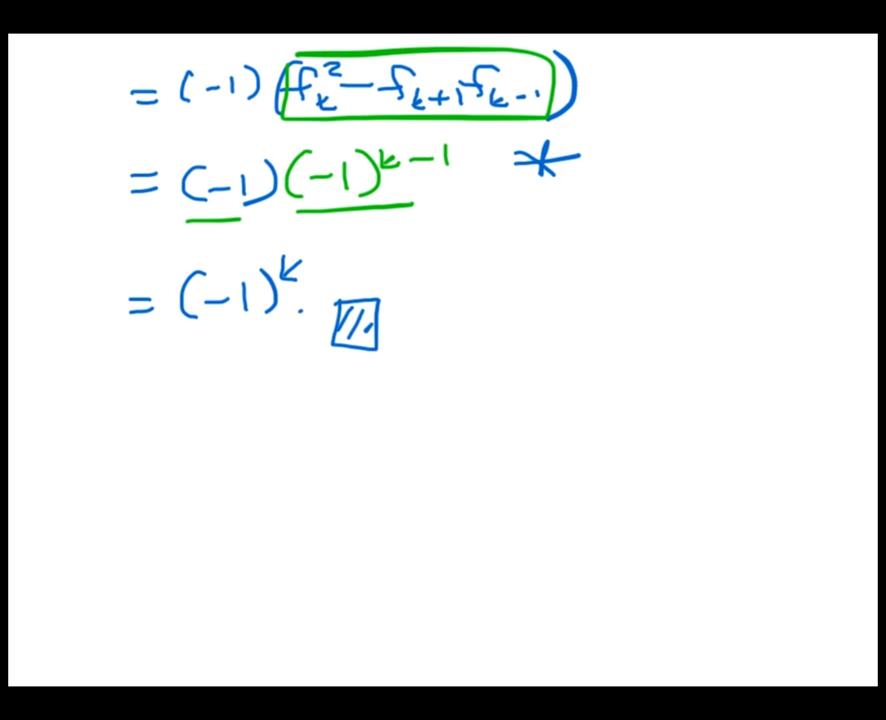 = (-1) (f_k^2 - f_{k+1} f_{k-1})
= (-1) (-1)^{k-1} *
= (-1)^k.